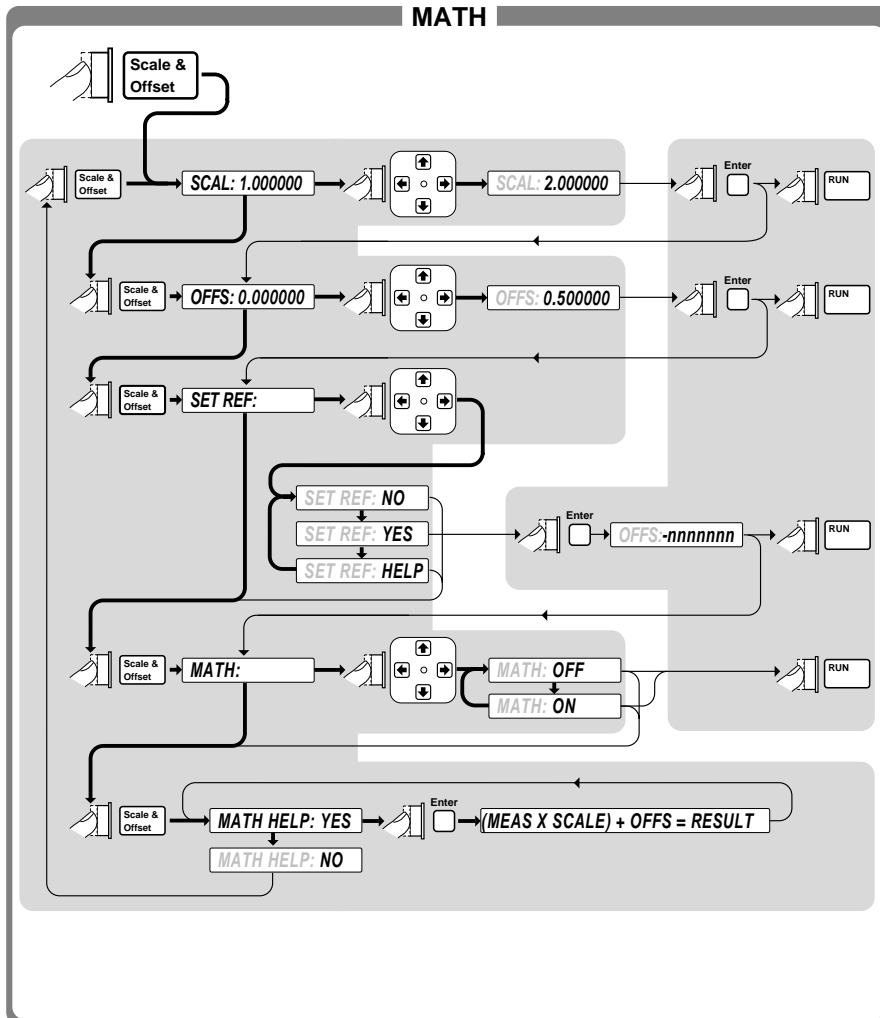 MATH
Scale &
Offset
Scale &
Offset
SCAL: 1.000000
SCAL: 2.000000
Enter
RUN
Scale &
Offset
OFFS: 0.000000
OFFS: 0.500000
Enter
RUN
Scale &
Offset
SET REF:
SET REF: NO
SET REF: YES
SET REF: HELP
Enter
OFFS:-nnnnnnn
RUN
Scale &
Offset
MATH:
MATH: OFF
MATH: ON
RUN
Scale &
Offset
MATH HELP: YES
Enter
(MEAS X SCALE) + OFFS = RESULT
MATH HELP: NO